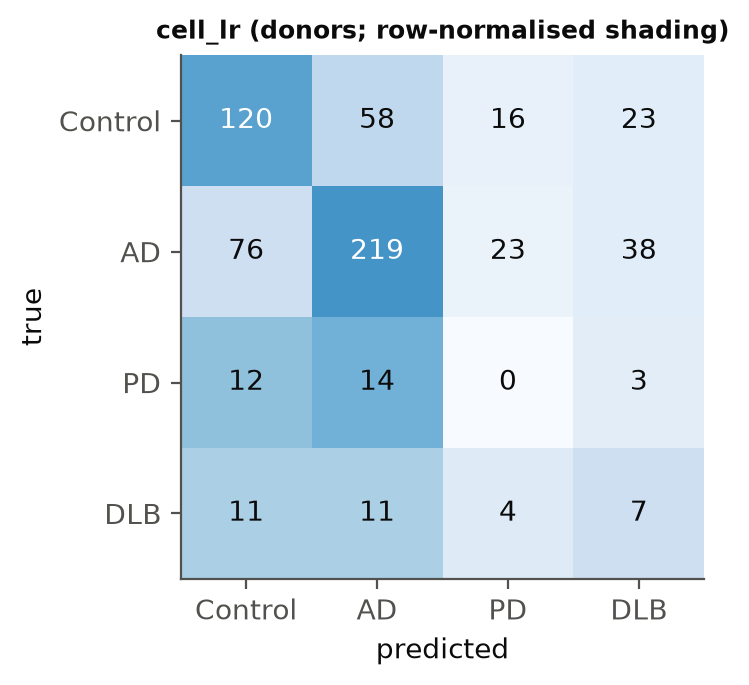 cell_lr (donors; row-normalised shading)
Control 120 58 16 23
AD 76 219 23 38
PD 12 14 0 3
DLB 11 11 4 7
Control AD PD DLB
predicted
true